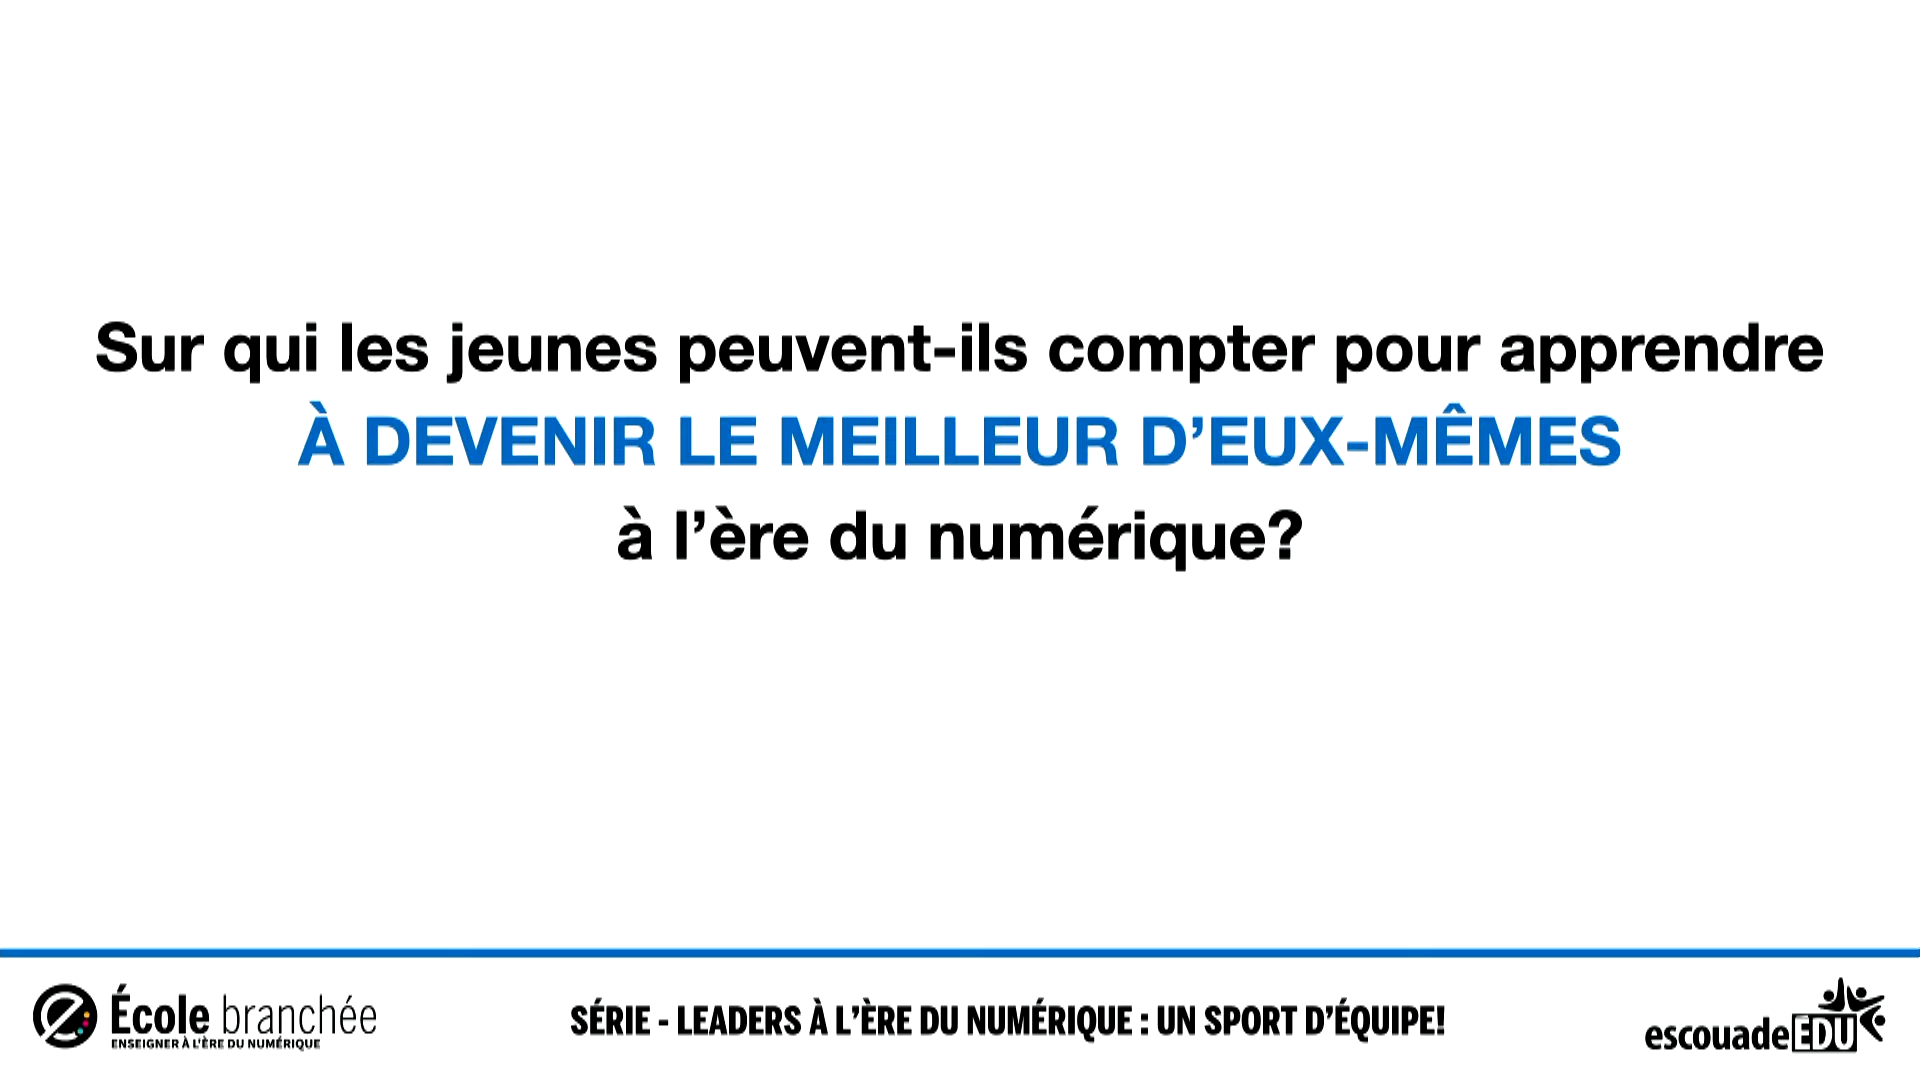 Sur qui les jeunes peuvent-ils compter pour apprendre
À DEVENIR LE MEILLEUR D’EUX-MÊMES
à l’ère du numérique?
École branchée
ENSEIGNER À L'ÈRE DU NUMÉRIQUE
SÉRIE - LEADERS À L’ÈRE DU NUMÉRIQUE : UN SPORT D’ÉQUIPE!
escouadeEDU